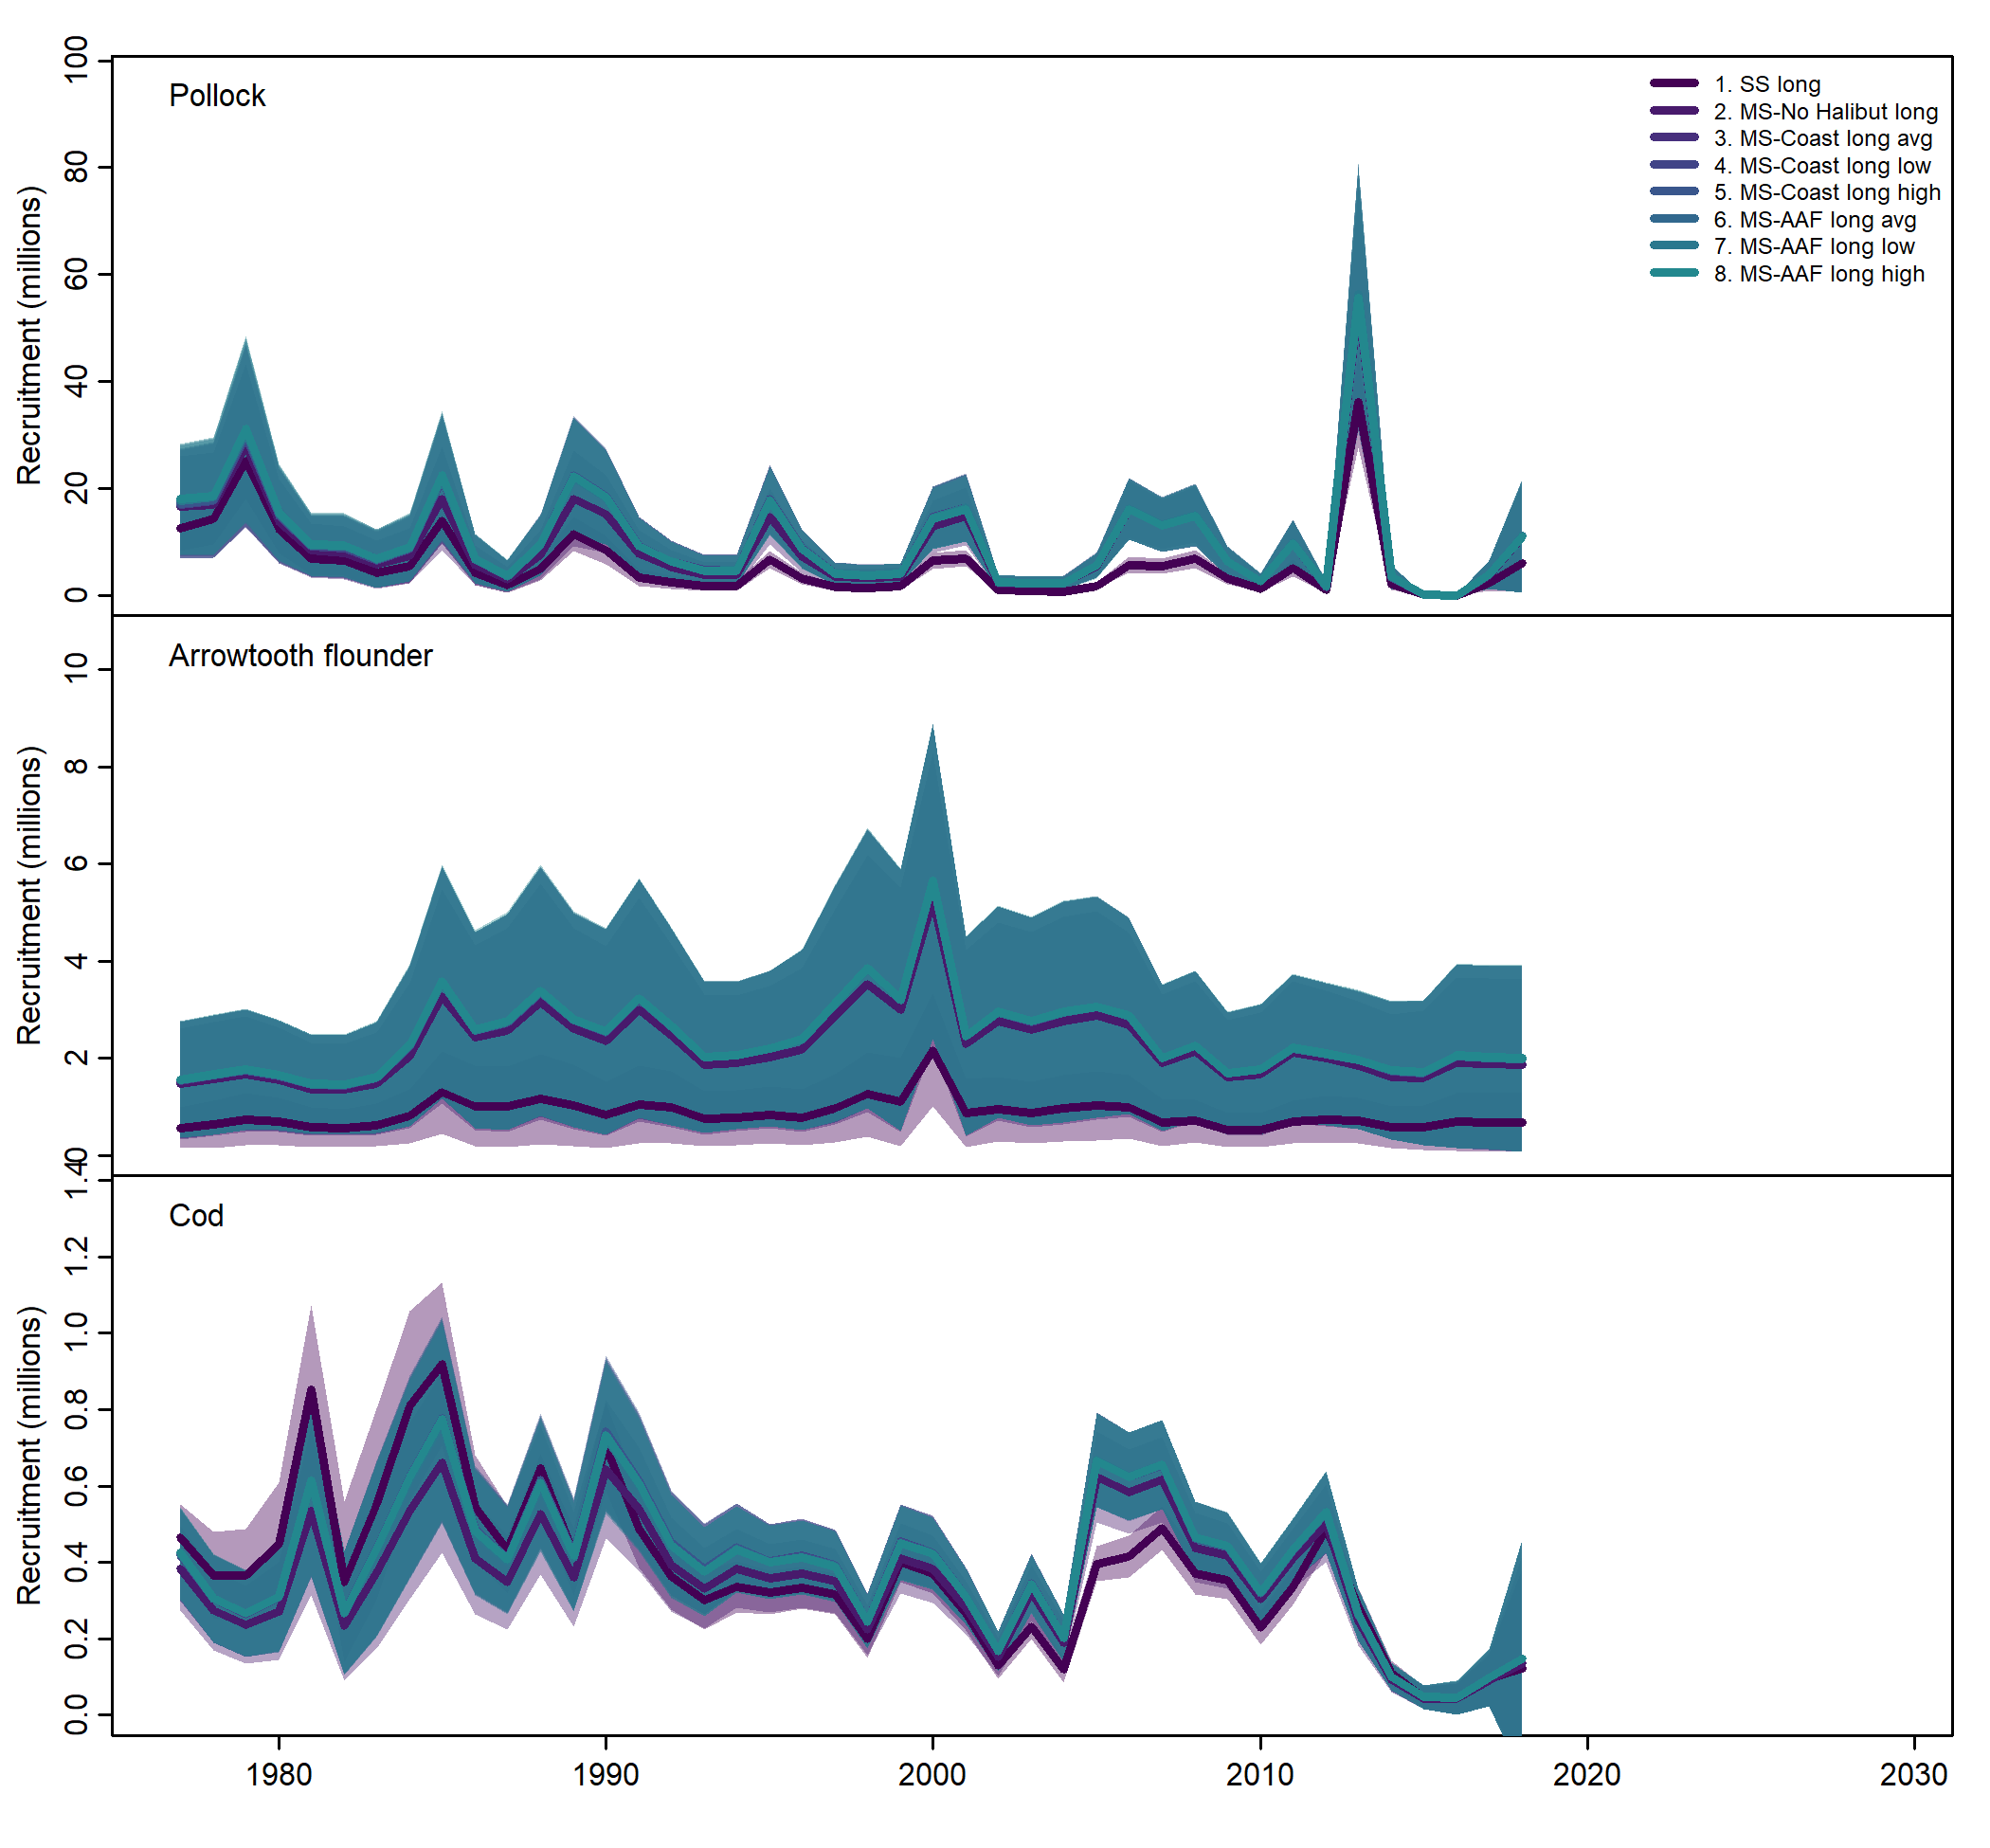 Pollock
1. SS long
2. MS-No Halibut long
3. MS-Coast long avg
4. MS-Coast long low
5. MS-Coast long high
6. MS-AAF long avg
7. MS-AAF long low
8. MS-AAF long high
Recruitment (millions)
100
80
60
40
20
0
Arrowtooth flounder
Recruitment (millions)
10
8
6
4
2
0
Cod
Recruitment (millions)
1.4
1.2
1.0
0.8
0.6
0.4
0.2
0.0
1980 1990 2000 2010 2020 2030